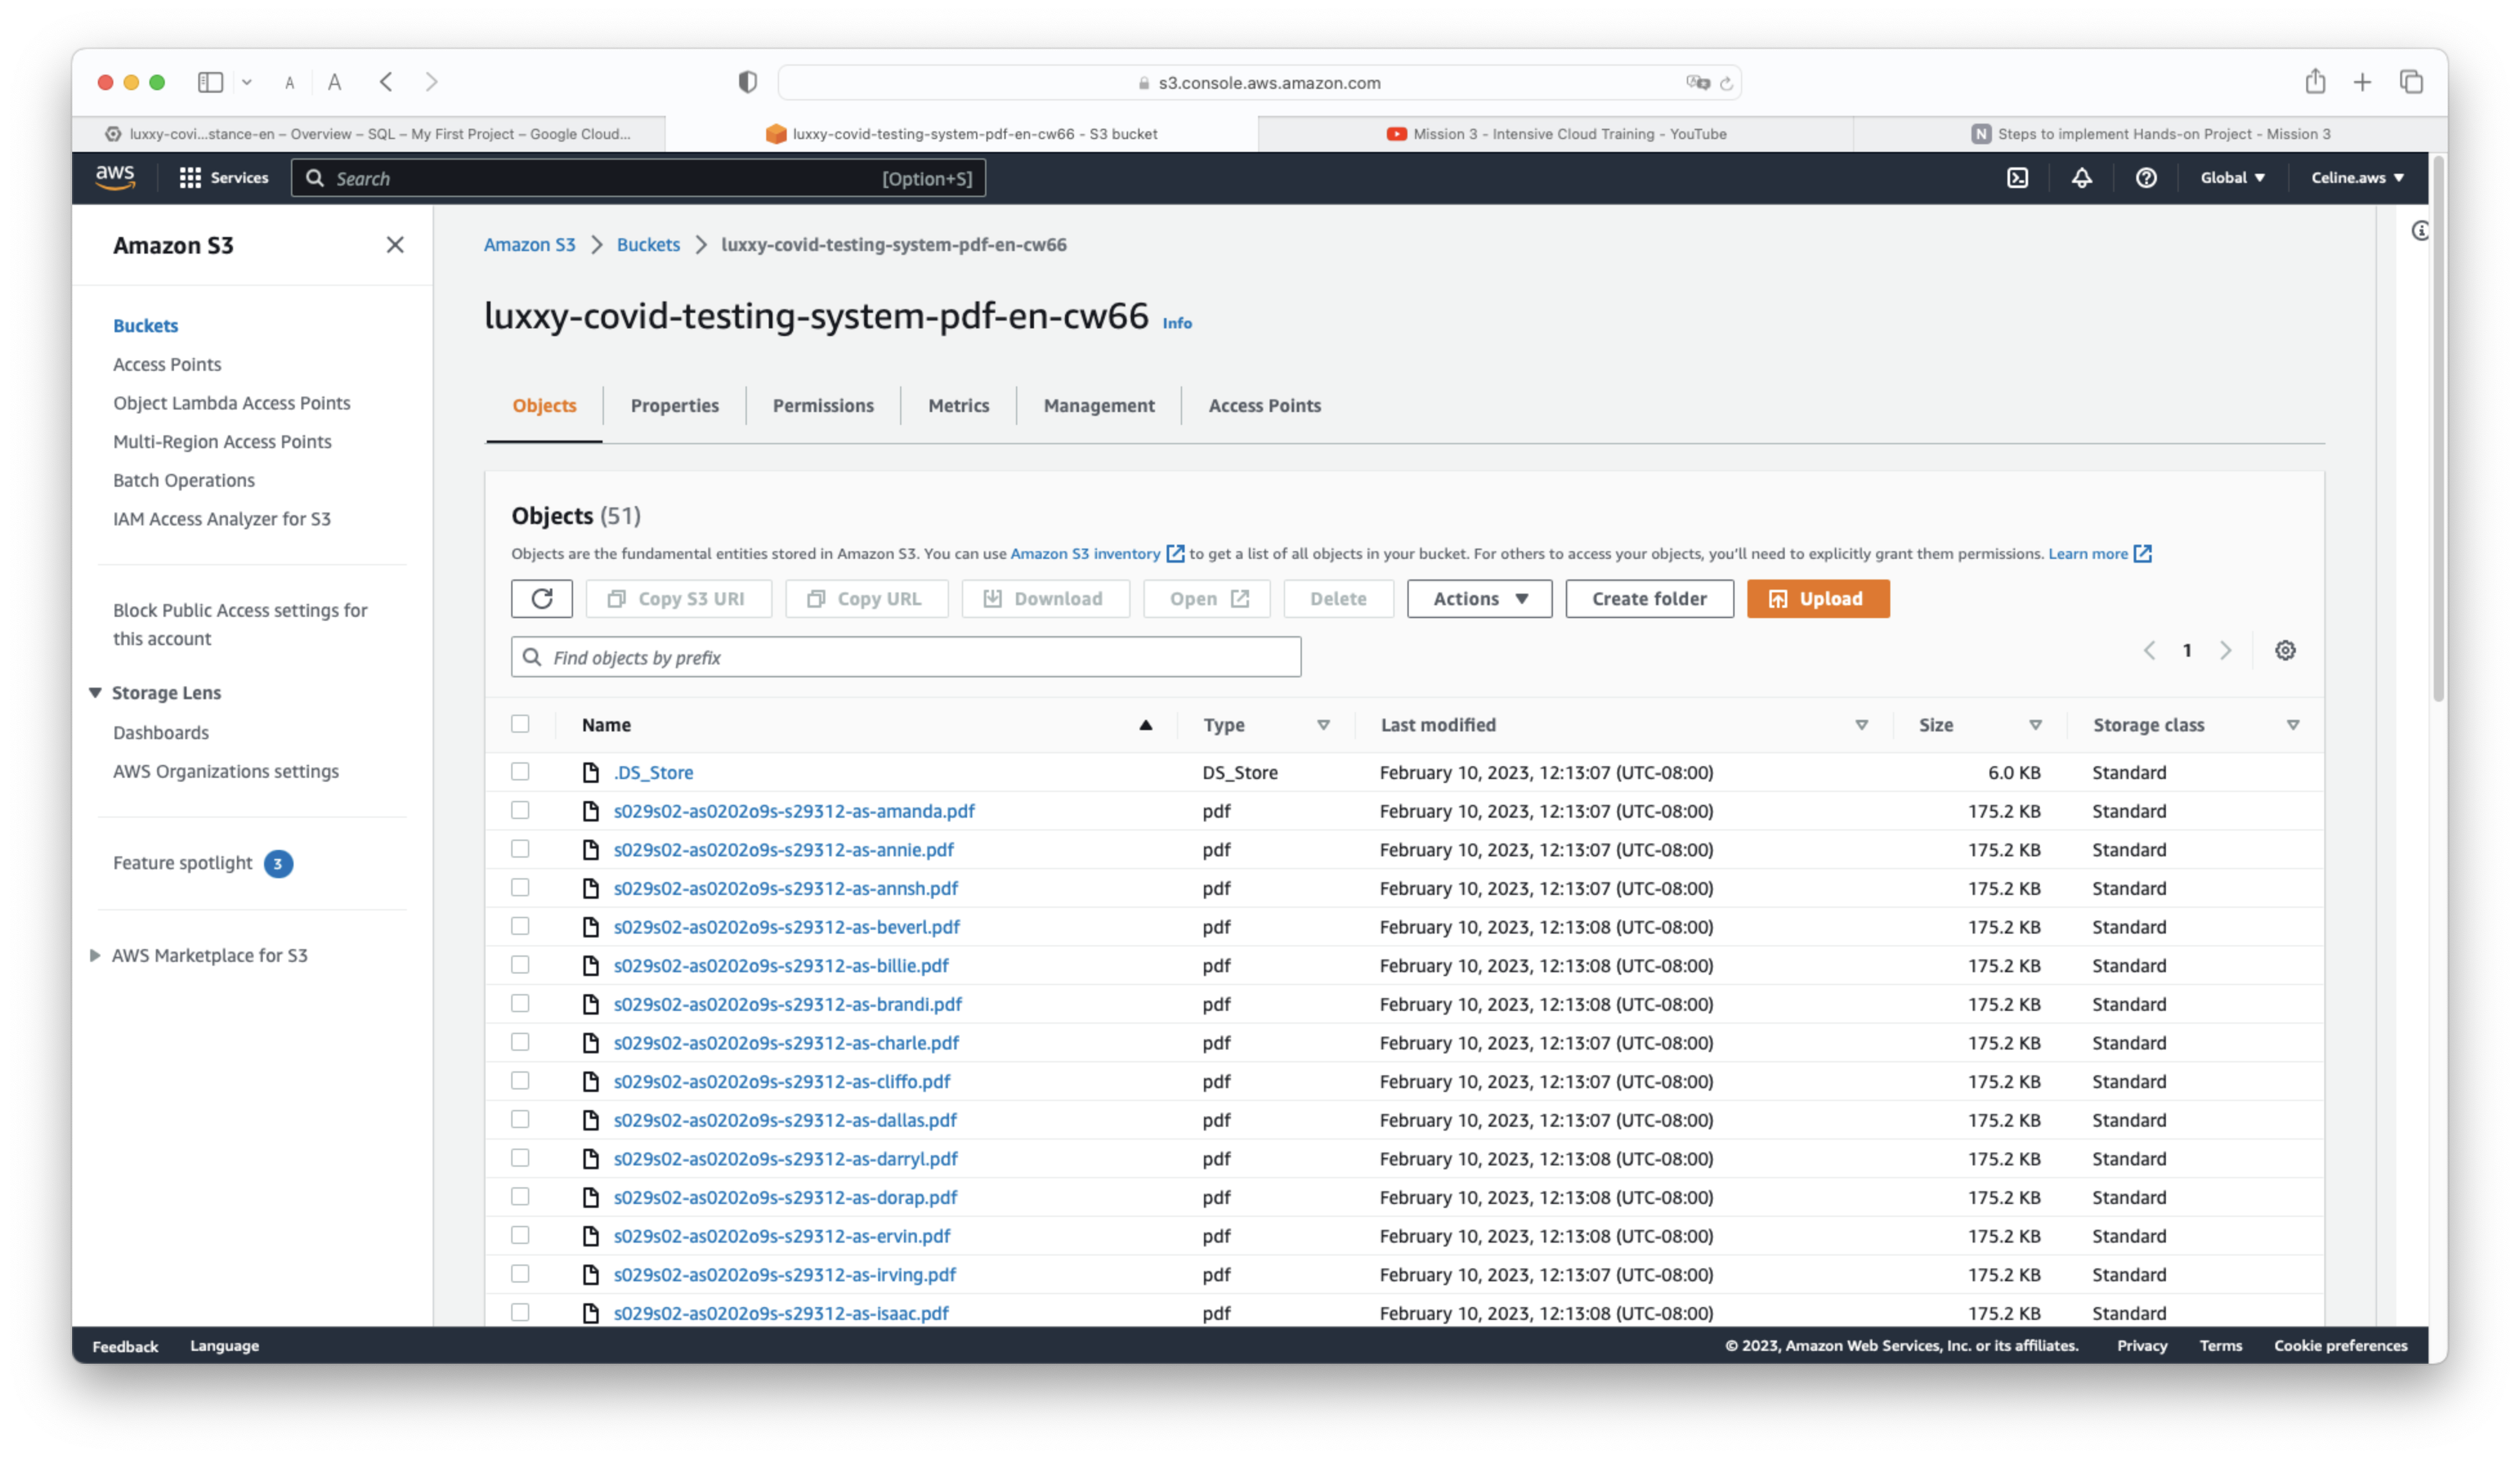 A A s3.console.aws.amazon.com
luxxy-covi...stance-en – Overview – SQL – My First Project – Google Cloud... luxxy-covid-testing-system-pdf-en-cw66 - S3 bucket Mission 3 - Intensive Cloud Training - YouTube N Steps to implement Hands-on Project - Mission 3
aws Services Search [Option+S] Global Celine.aws
Amazon S3
Buckets
Access Points
Object Lambda Access Points
Multi-Region Access Points
Batch Operations
IAM Access Analyzer for S3
Block Public Access settings for
this account
Storage Lens
Dashboards
AWS Organizations settings
Feature spotlight 3
AWS Marketplace for S3
Amazon S3 > Buckets > luxxy-covid-testing-system-pdf-en-cw66
luxxy-covid-testing-system-pdf-en-cw66 Info
Objects Properties Permissions Metrics Management Access Points
Objects (51)
Objects are the fundamental entities stored in Amazon S3. You can use Amazon S3 inventory to get a list of all objects in your bucket. For others to access your objects, you'll need to explicitly grant them permissions. Learn more
Copy S3 URI Copy URL Download Open Delete Actions Create folder Upload
Find objects by prefix 1
Name Type Last modified Size Storage class
.DS_Store DS_Store February 10, 2023, 12:13:07 (UTC-08:00) 6.0 KB Standard
s029s02-as0202o9s-s29312-as-amanda.pdf pdf February 10, 2023, 12:13:07 (UTC-08:00) 175.2 KB Standard
s029s02-as0202o9s-s29312-as-annie.pdf pdf February 10, 2023, 12:13:07 (UTC-08:00) 175.2 KB Standard
s029s02-as0202o9s-s29312-as-annsh.pdf pdf February 10, 2023, 12:13:07 (UTC-08:00) 175.2 KB Standard
s029s02-as0202o9s-s29312-as-beverl.pdf pdf February 10, 2023, 12:13:08 (UTC-08:00) 175.2 KB Standard
s029s02-as0202o9s-s29312-as-billie.pdf pdf February 10, 2023, 12:13:08 (UTC-08:00) 175.2 KB Standard
s029s02-as0202o9s-s29312-as-brandi.pdf pdf February 10, 2023, 12:13:08 (UTC-08:00) 175.2 KB Standard
s029s02-as0202o9s-s29312-as-charle.pdf pdf February 10, 2023, 12:13:07 (UTC-08:00) 175.2 KB Standard
s029s02-as0202o9s-s29312-as-cliffo.pdf pdf February 10, 2023, 12:13:07 (UTC-08:00) 175.2 KB Standard
s029s02-as0202o9s-s29312-as-dallas.pdf pdf February 10, 2023, 12:13:07 (UTC-08:00) 175.2 KB Standard
s029s02-as0202o9s-s29312-as-darryl.pdf pdf February 10, 2023, 12:13:08 (UTC-08:00) 175.2 KB Standard
s029s02-as0202o9s-s29312-as-dorap.pdf pdf February 10, 2023, 12:13:08 (UTC-08:00) 175.2 KB Standard
s029s02-as0202o9s-s29312-as-ervin.pdf pdf February 10, 2023, 12:13:08 (UTC-08:00) 175.2 KB Standard
s029s02-as0202o9s-s29312-as-irving.pdf pdf February 10, 2023, 12:13:07 (UTC-08:00) 175.2 KB Standard
s029s02-as0202o9s-s29312-as-isaac.pdf pdf February 10, 2023, 12:13:08 (UTC-08:00) 175.2 KB Standard
Feedback Language © 2023, Amazon Web Services, Inc. or its affiliates. Privacy Terms Cookie preferences